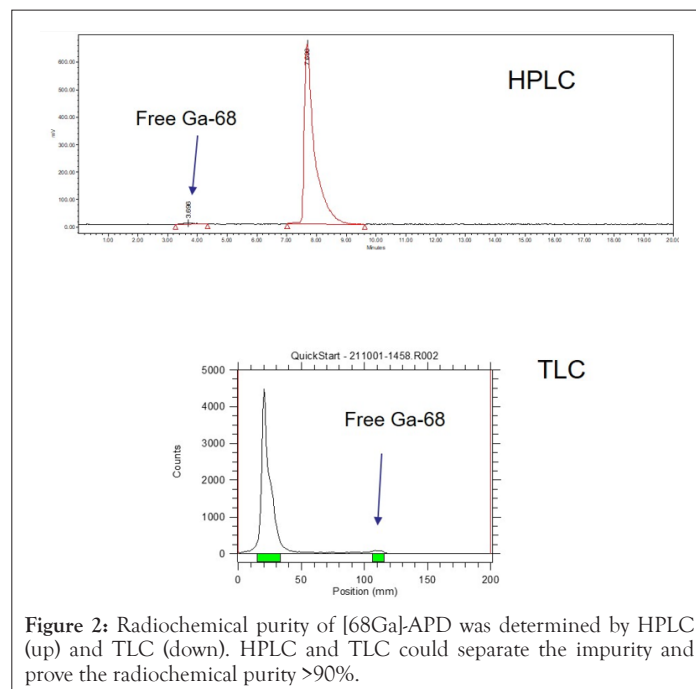 HPLC
Free Ga-68
7.698
3.696
mV
600.00
500.00
400.00
300.00
200.00
100.00
0.00
1.00 2.00 3.00 4.00 5.00 6.00 7.00 8.00 9.00 10.00 11.00 12.00 13.00 14.00 15.00 16.00 17.00 18.00 19.00 20.00
Minutes
QuickStart - 211001-1458.R002
TLC
Free Ga-68
Counts
5000
4000
3000
2000
1000
0
0 50 100 150 200
Position (mm)
Figure 2: Radiochemical purity of [68Ga]-APD was determined by HPLC
(up) and TLC (down). HPLC and TLC could separate the impurity and
prove the radiochemical purity >90%.